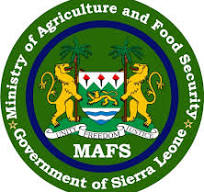 Ministry of Agriculture and Food Security
UNITY FREEDOM JUSTICE
MAFS
Government of Sierra Leone